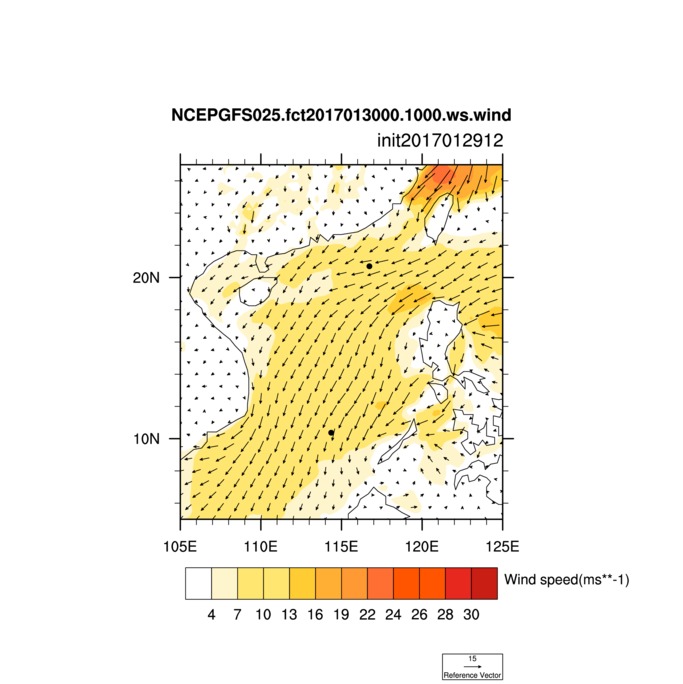 NCEPGFS025.fct2017013000.1000.ws.wind
init2017012912
20N
10N
105E 110E 115E 120E 125E
Wind speed(ms**-1)
4 7 10 13 16 19 22 24 26 28 30
15
Reference Vector